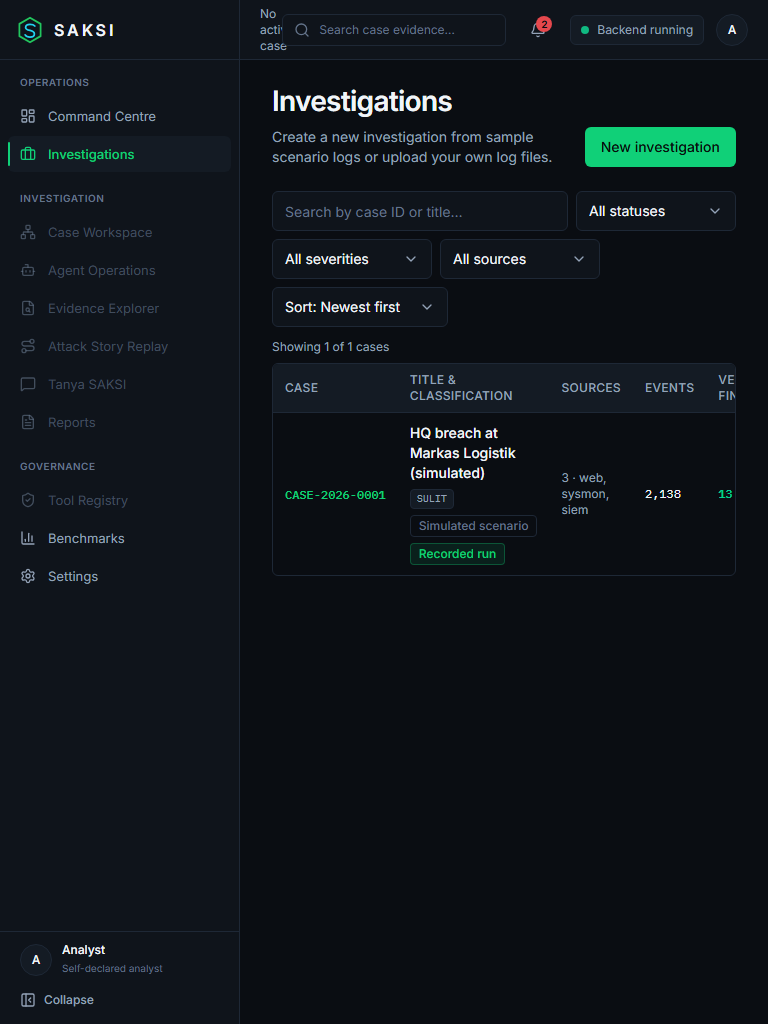 SAKSI
No
case
Search case evidence...
2
Backend running
A
OPERATIONS
Command Centre
Investigations
INVESTIGATION
Case Workspace
Agent Operations
Evidence Explorer
Attack Story Replay
Tanya SAKSI
Reports
GOVERNANCE
Tool Registry
Benchmarks
Settings
A
Analyst
Self-declared analyst
Collapse
Investigations
Create a new investigation from sample
scenario logs or upload your own log files.
New investigation
Search by case ID or title...
All statuses
All severities
All sources
Sort: Newest first
Showing 1 of 1 cases
CASE
TITLE &
CLASSIFICATION
SOURCES
EVENTS
CASE-2026-0001
HQ breach at
Markas Logistik
(simulated)
SULIT
Simulated scenario
Recorded run
3 · web,
sysmon,
siem
2,138
13